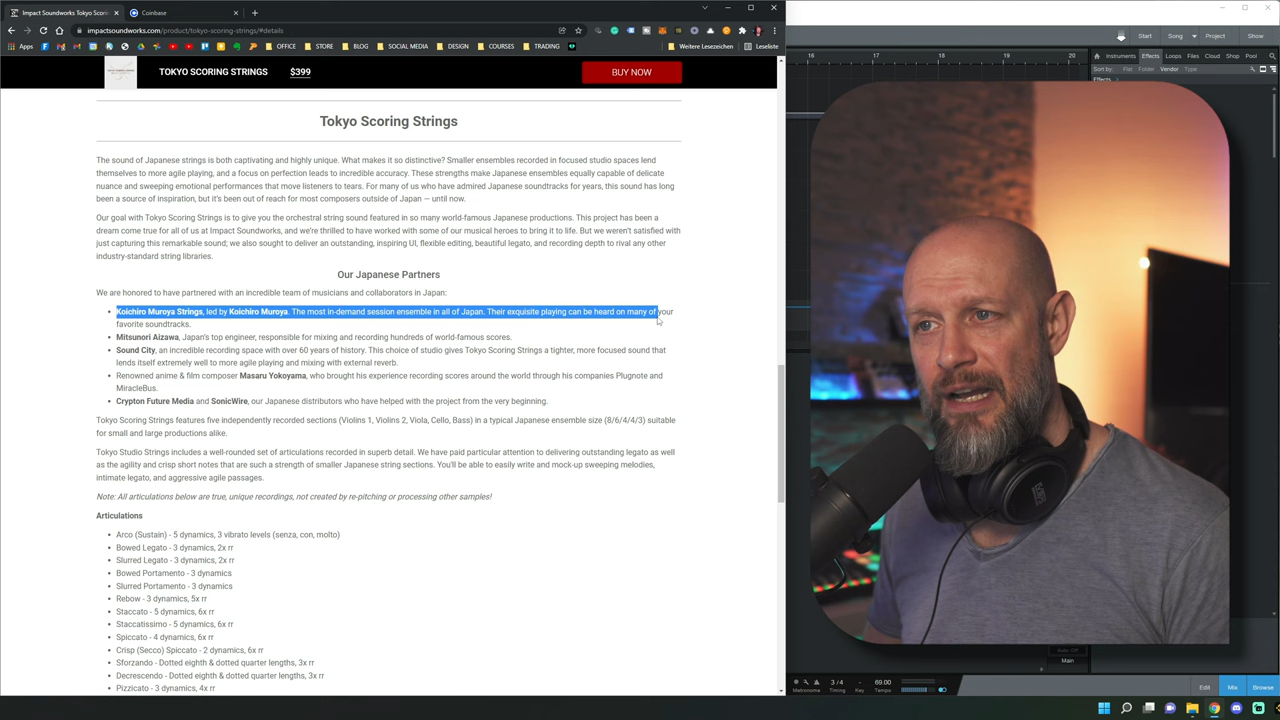 Impact Soundworks Tokyo Scorin
Coinbase
impactsoundworks.com/product/tokyo-scoring-strings/#details
Apps
OFFICE
STORE
BLOG
SOCIAL MEDIA
DESIGN
COURSES
TRADING
Weitere Lesezeichen
Leseliste
TOKYO SCORING STRINGS
$399
BUY NOW
Tokyo Scoring Strings
The sound of Japanese strings is both captivating and highly unique. What makes it so distinctive? Smaller ensembles recorded in focused studio spaces lend
themselves to more agile playing, and a focus on perfection leads to incredible accuracy. These strengths make Japanese ensembles equally capable of delicate
nuance and sweeping emotional performances that move listeners to tears. For many of us who have admired Japanese soundtracks for years, this sound has long
been a source of inspiration, but it's been out of reach for most composers outside of Japan — until now.
Our goal with Tokyo Scoring Strings is to give you the orchestral string sound featured in so many world-famous Japanese productions. This project has been a
dream come true for all of us at Impact Soundworks, and we're thrilled to have worked with some of our musical heroes to bring it to life. But we weren't satisfied with
just capturing this remarkable sound; we also sought to deliver an outstanding, inspiring UI, flexible editing, beautiful legato, and recording depth to rival any other
industry-standard string libraries.
Our Japanese Partners
We are honored to have partnered with an incredible team of musicians and collaborators in Japan:
Koichiro Muroya Strings, led by Koichiro Muroya. The most in-demand session ensemble in all of Japan. Their exquisite playing can be heard on many of your
favorite soundtracks.
Mitsunori Aizawa, Japan's top engineer, responsible for mixing and recording hundreds of world-famous scores.
Sound City, an incredible recording space with over 60 years of history. This choice of studio gives Tokyo Scoring Strings a tighter, more focused sound that
lends itself extremely well to more agile playing and mixing with external reverb.
Renowned anime & film composer Masaru Yokoyama, who brought his experience recording scores around the world through his companies Plugnote and
MiracleBus.
Crypton Future Media and SonicWire, our Japanese distributors who have helped with the project from the very beginning.
Tokyo Scoring Strings features five independently recorded sections (Violins 1, Violins 2, Viola, Cello, Bass) in a typical Japanese ensemble size (8/6/4/4/3) suitable
for small and large productions alike.
Tokyo Studio Strings includes a well-rounded set of articulations recorded in superb detail. We have paid particular attention to delivering outstanding legato as well
as the agility and crisp short notes that are such a strength of smaller Japanese string sections. You'll be able to easily write and mock-up sweeping melodies,
intimate legato, and aggressive agile passages.
Note: All articulations below are true, unique recordings, not created by re-pitching or processing other samples!
Articulations
Arco (Sustain) - 5 dynamics, 3 vibrato levels (senza, con, molto)
Bowed Legato - 3 dynamics, 2x rr
Slurred Legato - 3 dynamics, 2x rr
Bowed Portamento - 3 dynamics
Slurred Portamento - 3 dynamics
Rebow - 3 dynamics, 5x rr
Staccato - 5 dynamics, 6x rr
Staccatissimo - 5 dynamics, 6x rr
Spiccato - 4 dynamics, 6x rr
Crisp (Secco) Spiccato - 2 dynamics, 6x rr
Sforzando - Dotted eighth & dotted quarter lengths, 3x rr
Decrescendo - Dotted eighth & dotted quarter lengths, 3x rr
Pizzicato - 3 dynamics, 4x rr
Start
Song
Project
Show
16
17
18
19
20
Instruments
Effects
Loops
Files
Cloud
Shop
Pool
Sort by:
Flat
Folder
Vendor
Type
Effects
Auto: Off
Main
3 / 4
69.00
Metronome
Timing
Key
Tempo
Edit
Mix
Browse